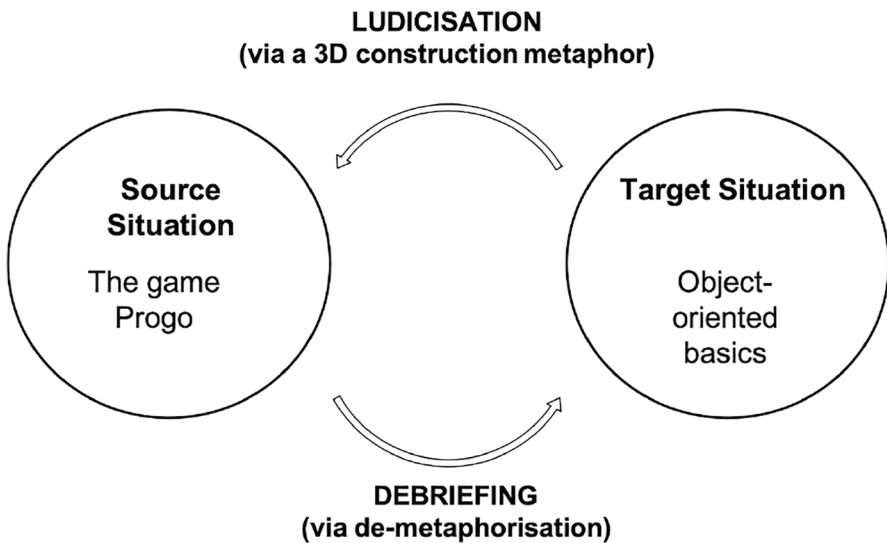 LUDICISATION
(via a 3D construction metaphor)
Source
Situation
The game
Progo
Target Situation
Object-
oriented
basics
DEBRIEFING
(via de-metaphorisation)